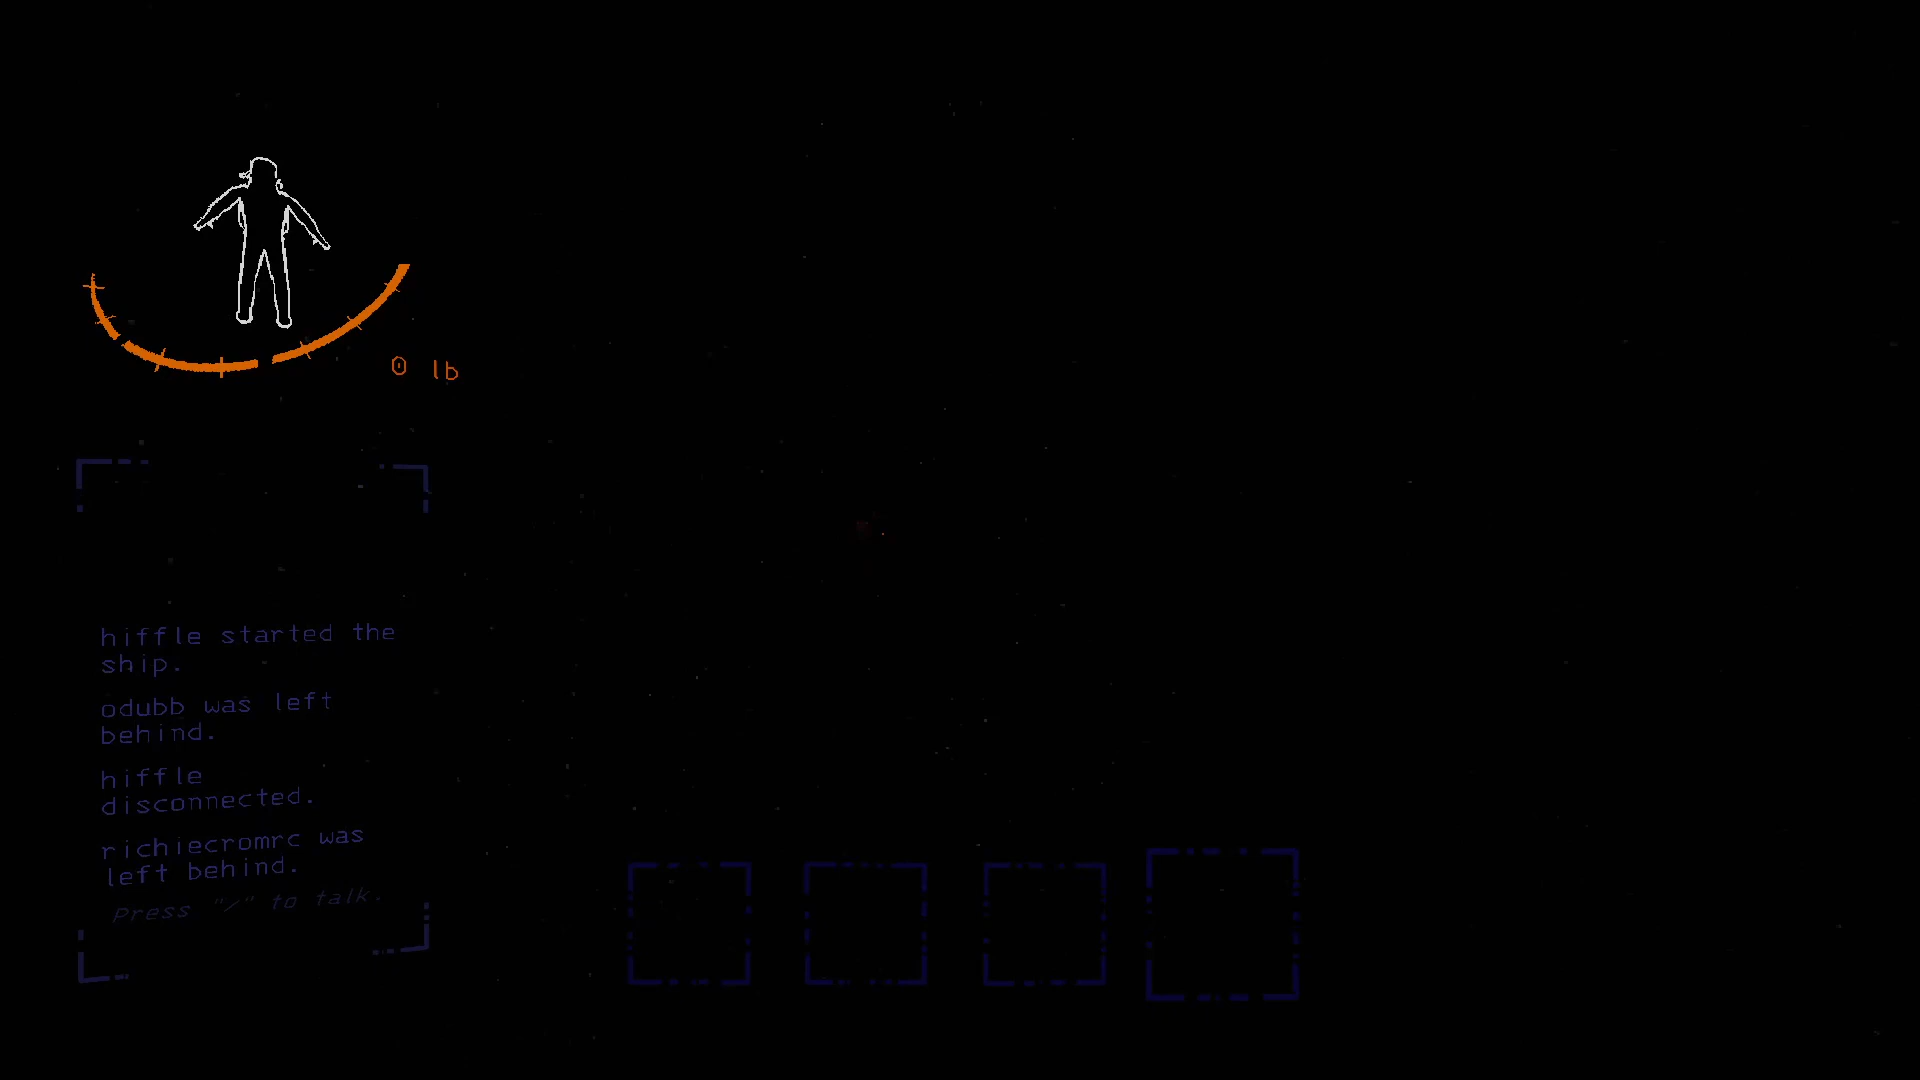 0 lb
hiffle started the
ship.
odubb was left
behind.
hiffle
disconnected.
richiecromrc was
left behind.
Press "/" to talk.